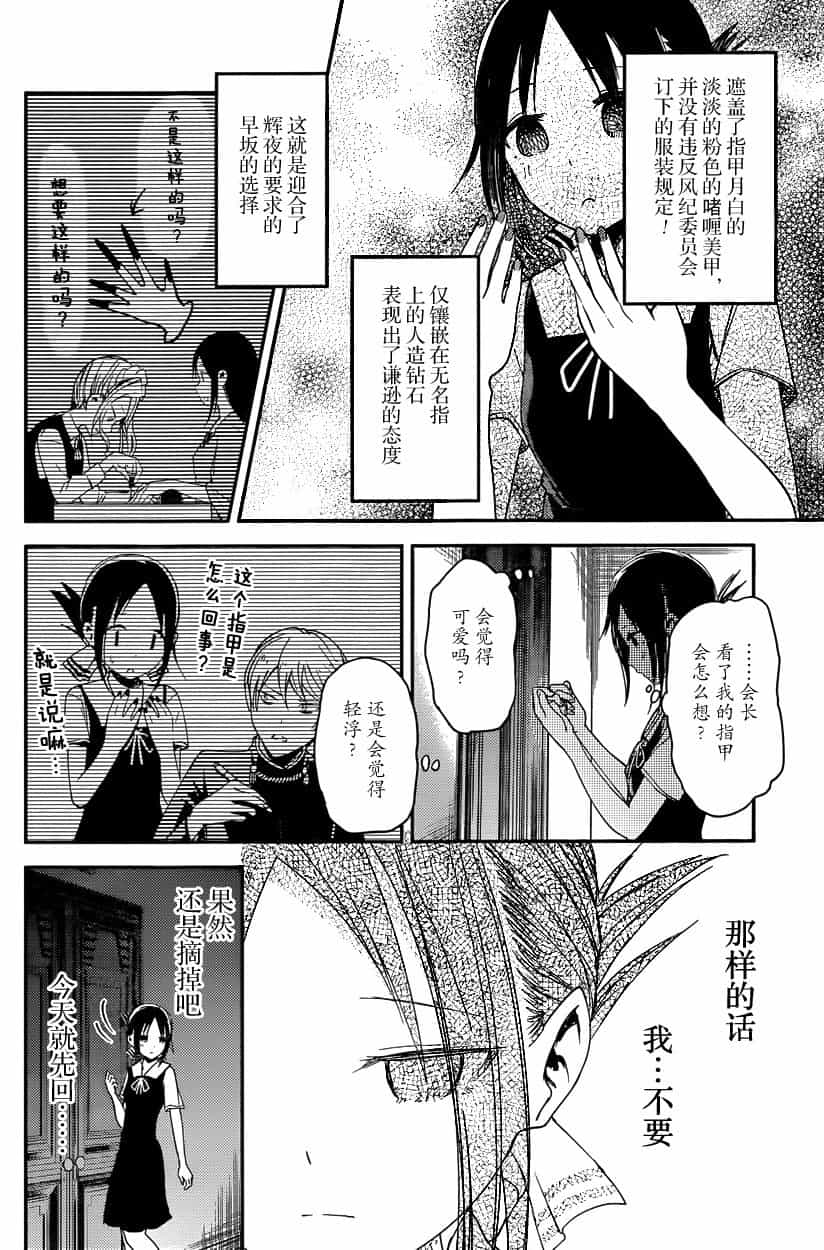 遮盖了指甲月白的
淡淡的粉色的啫喱美甲，
并没有违反风纪委员会
订下的服装规定！
仅镶嵌在无名指
上的人造钻石
表现出了谦逊的态度
这就是迎合了
辉夜的要求的
早坂的选择
不是这样的吗？
想要这样的吗？
……会长
看了我的指甲
会怎么想？
会觉得
可爱吗？
还是会觉得
轻浮？
这个指甲是
怎么回事？
就是说嘛…
那样的话
我…不要
果然
还是摘掉吧
今天就先回……